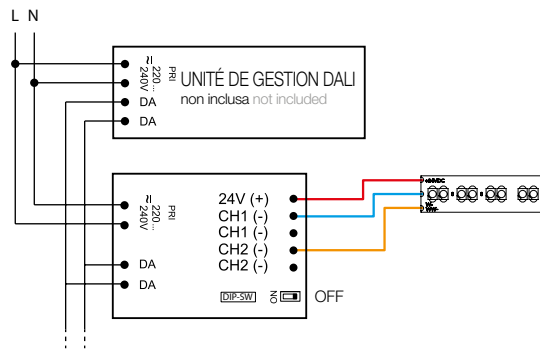 L N
≂ 220... 240V
PRI
DA
DA
UNITÉ DE GESTION DALI
non inclusa not included
≂ 220... 240V
PRI
DA
DA
24V (+)
CH1 (-)
CH1 (-)
CH2 (-)
CH2 (-)
DIP-SW
ON
OFF